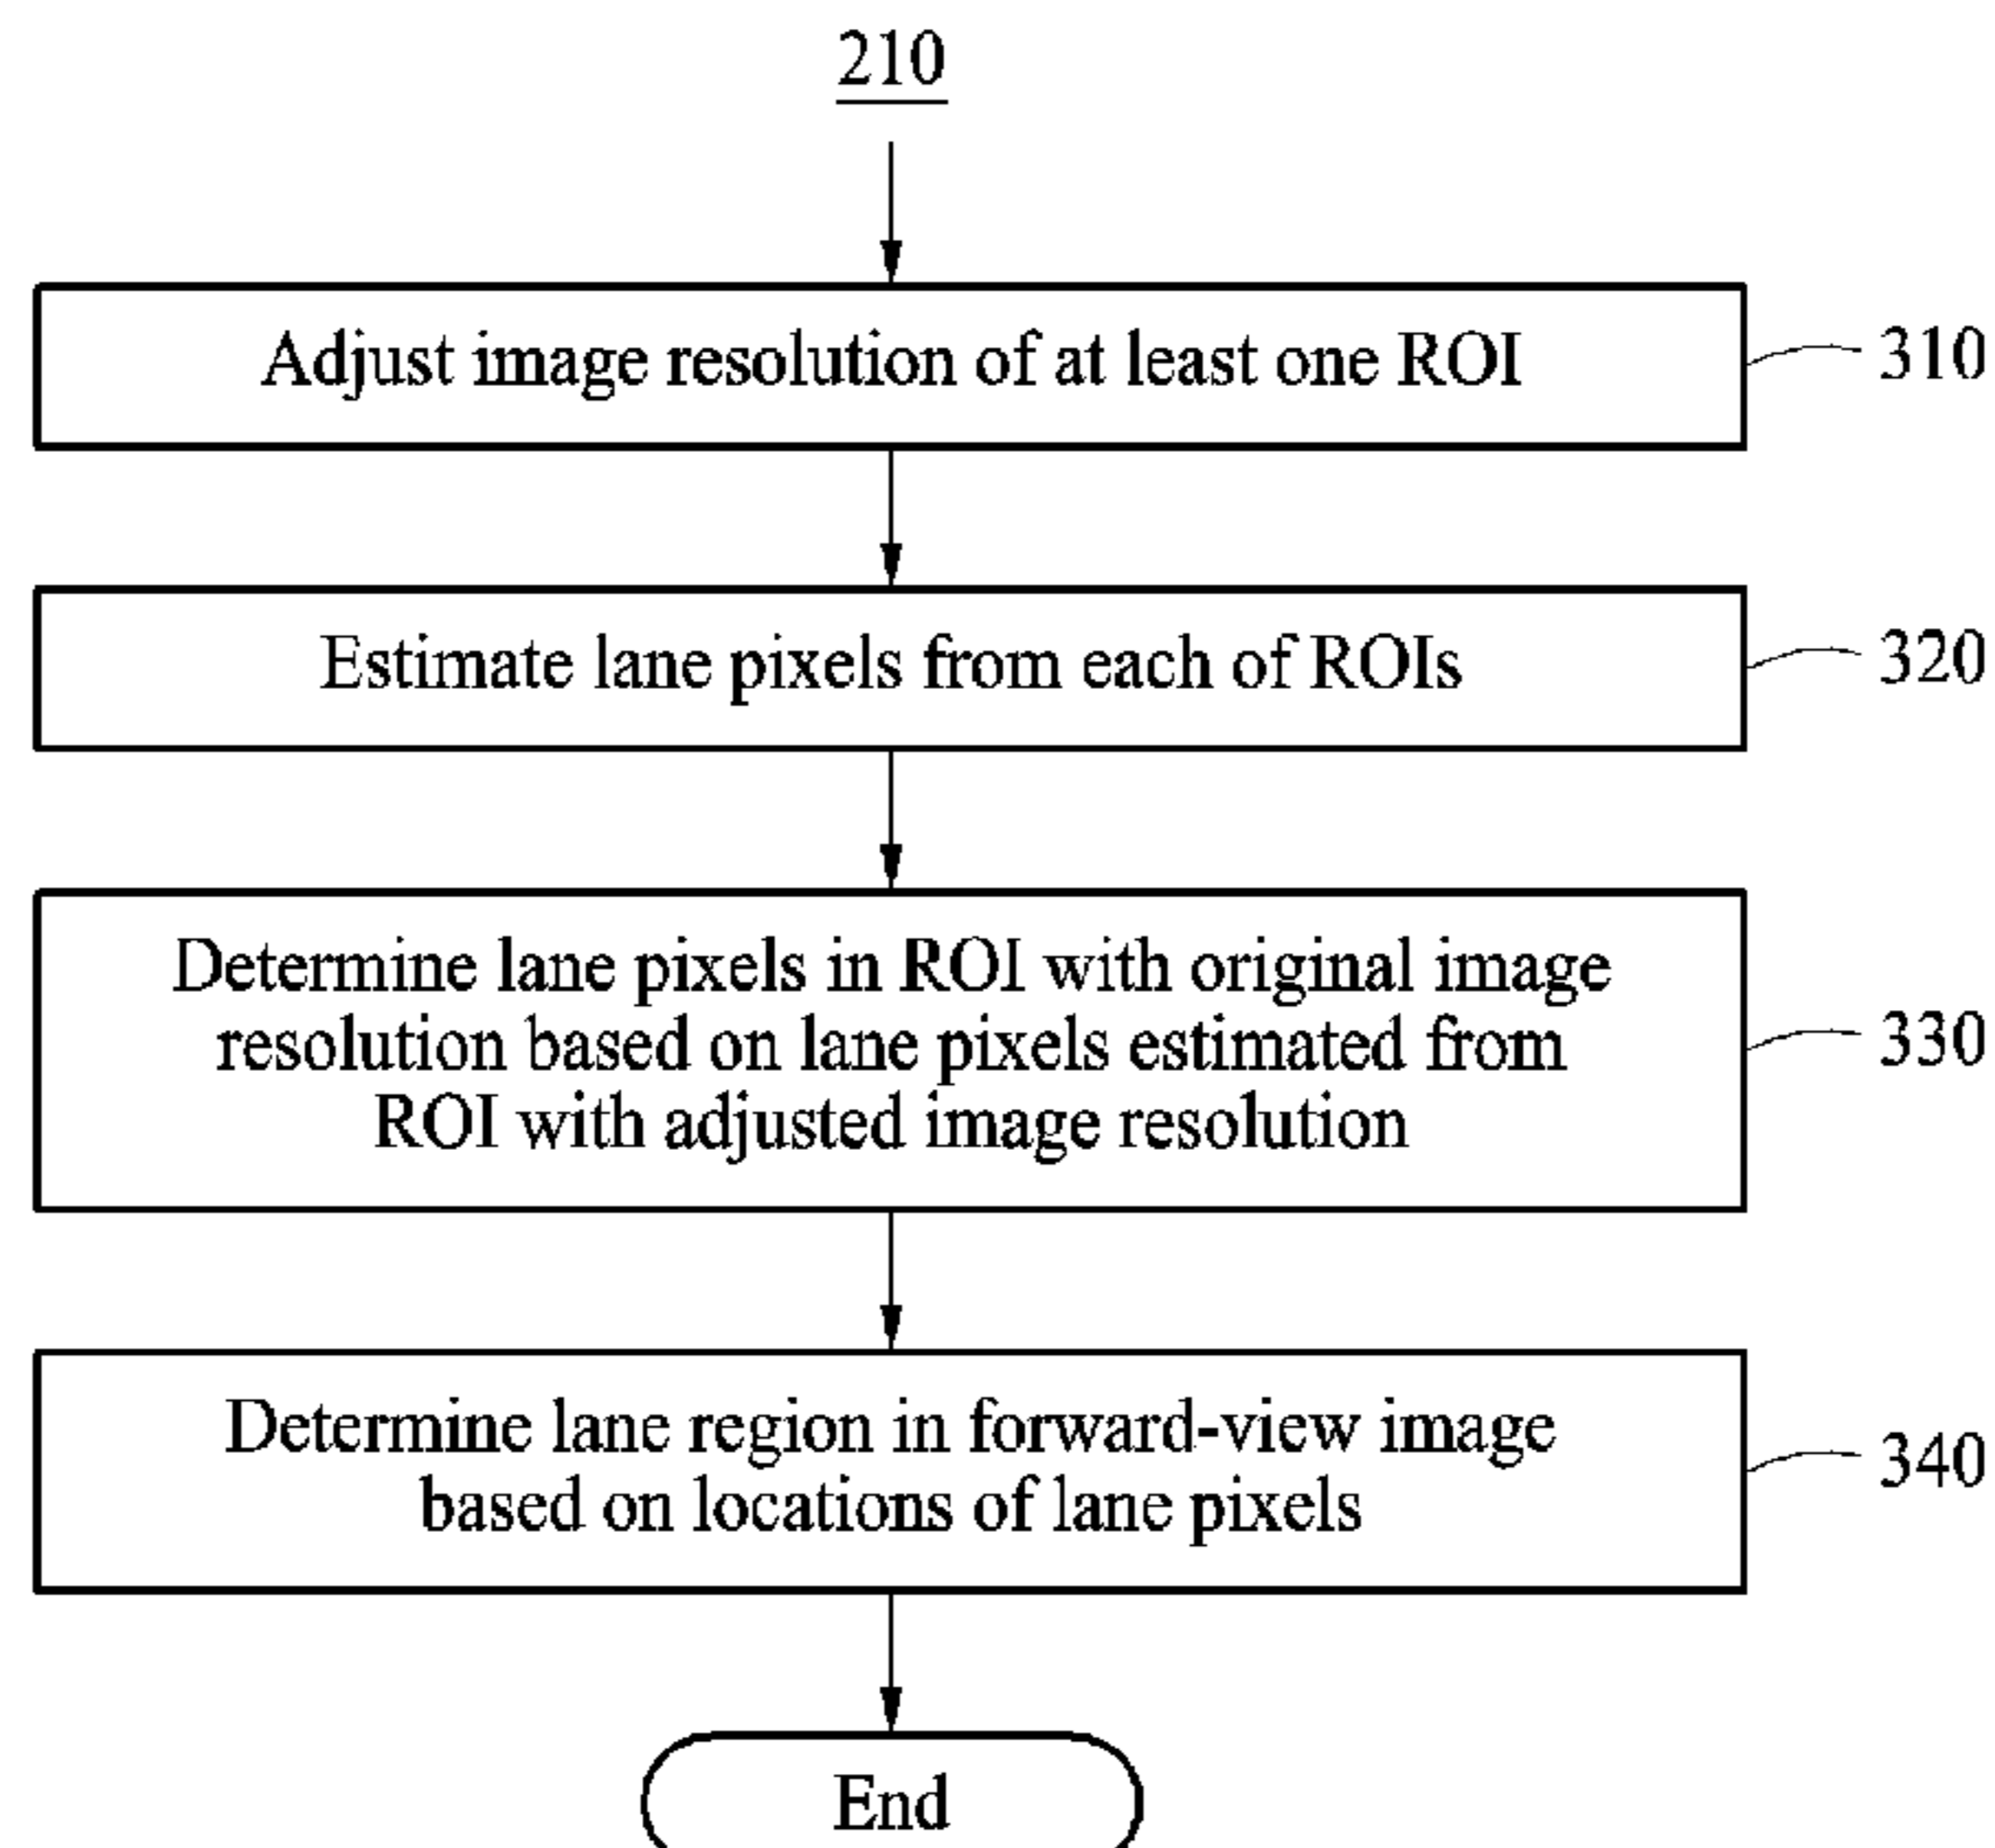 210
Adjust image resolution of at least one ROI
310
Estimate lane pixels from each of ROIs
320
Determine lane pixels in ROI with original image
resolution based on lane pixels estimated from
ROI with adjusted image resolution
330
Determine lane region in forward-view image
based on locations of lane pixels
340
End